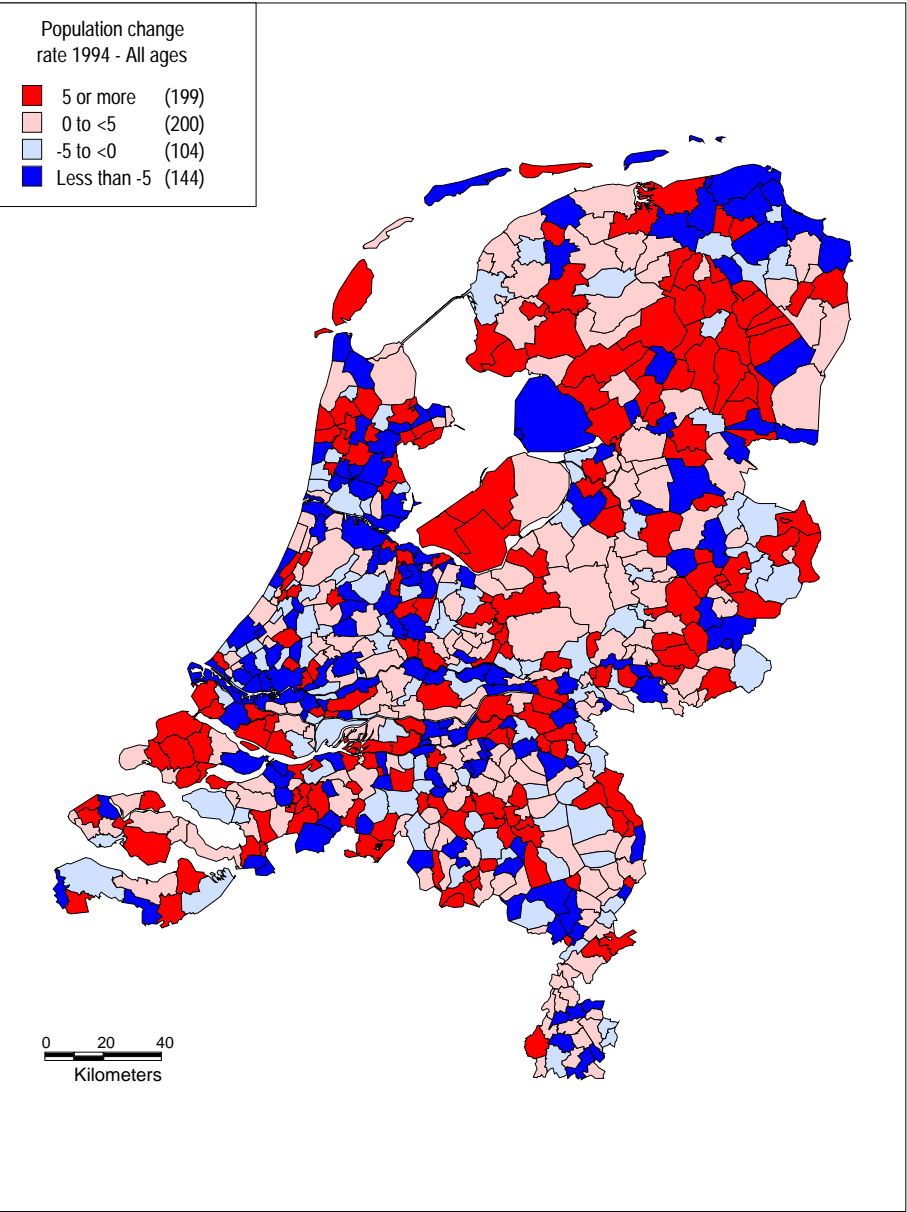 Population change
rate 1994 - All ages
5 or more (199)
0 to <5 (200)
-5 to <0 (104)
Less than -5 (144)
0 20 40
Kilometers